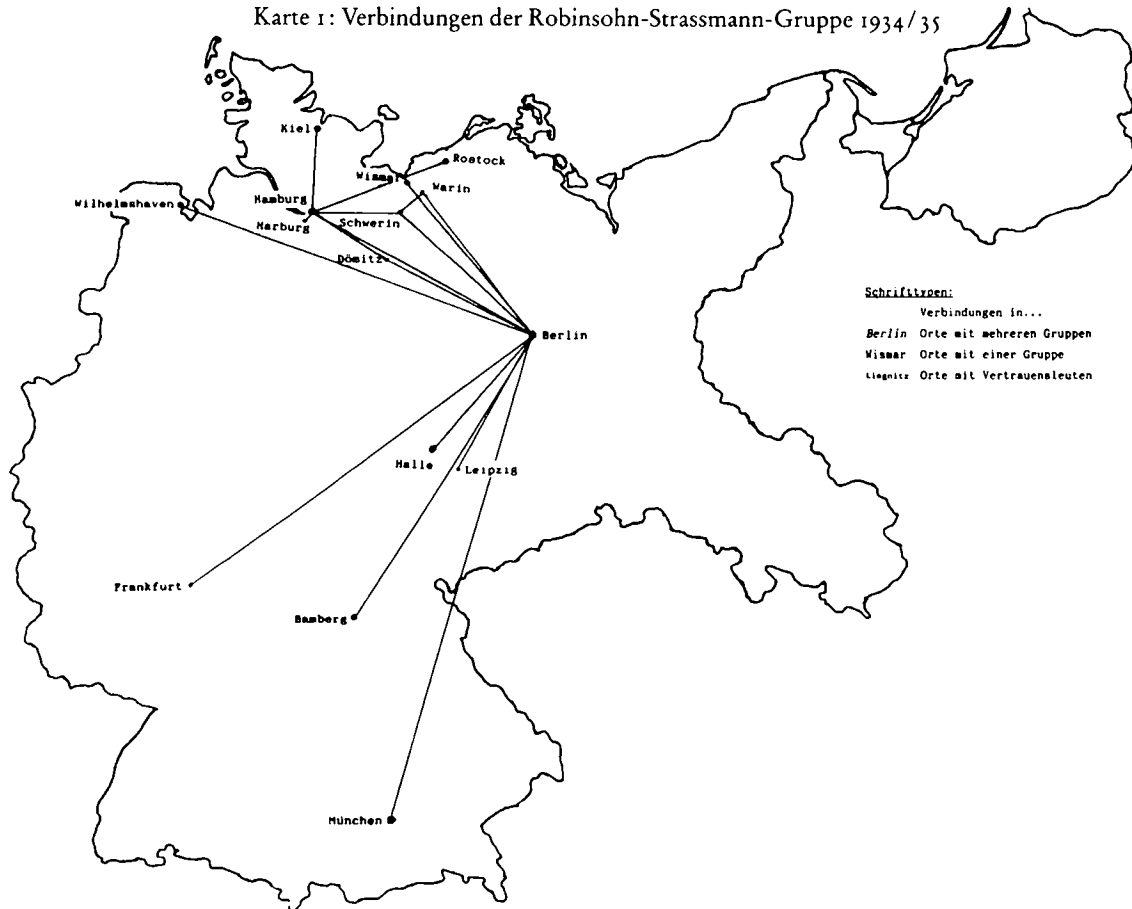 Karte 1: Verbindungen der Robinsohn-Strassmann-Gruppe 1934/35
Kiel
Rostock
Wismar
Warin
Wilhelmshaven
Hamburg
Harburg
Schwerin
Dömitz
Berlin
Halle
Leipzig
Frankfurt
Bamberg
München
Schrifttypen:
Verbindungen in...
Berlin Orte mit mehreren Gruppen
Wismar Orte mit einer Gruppe
Liegnitz Orte mit Vertrauensleuten